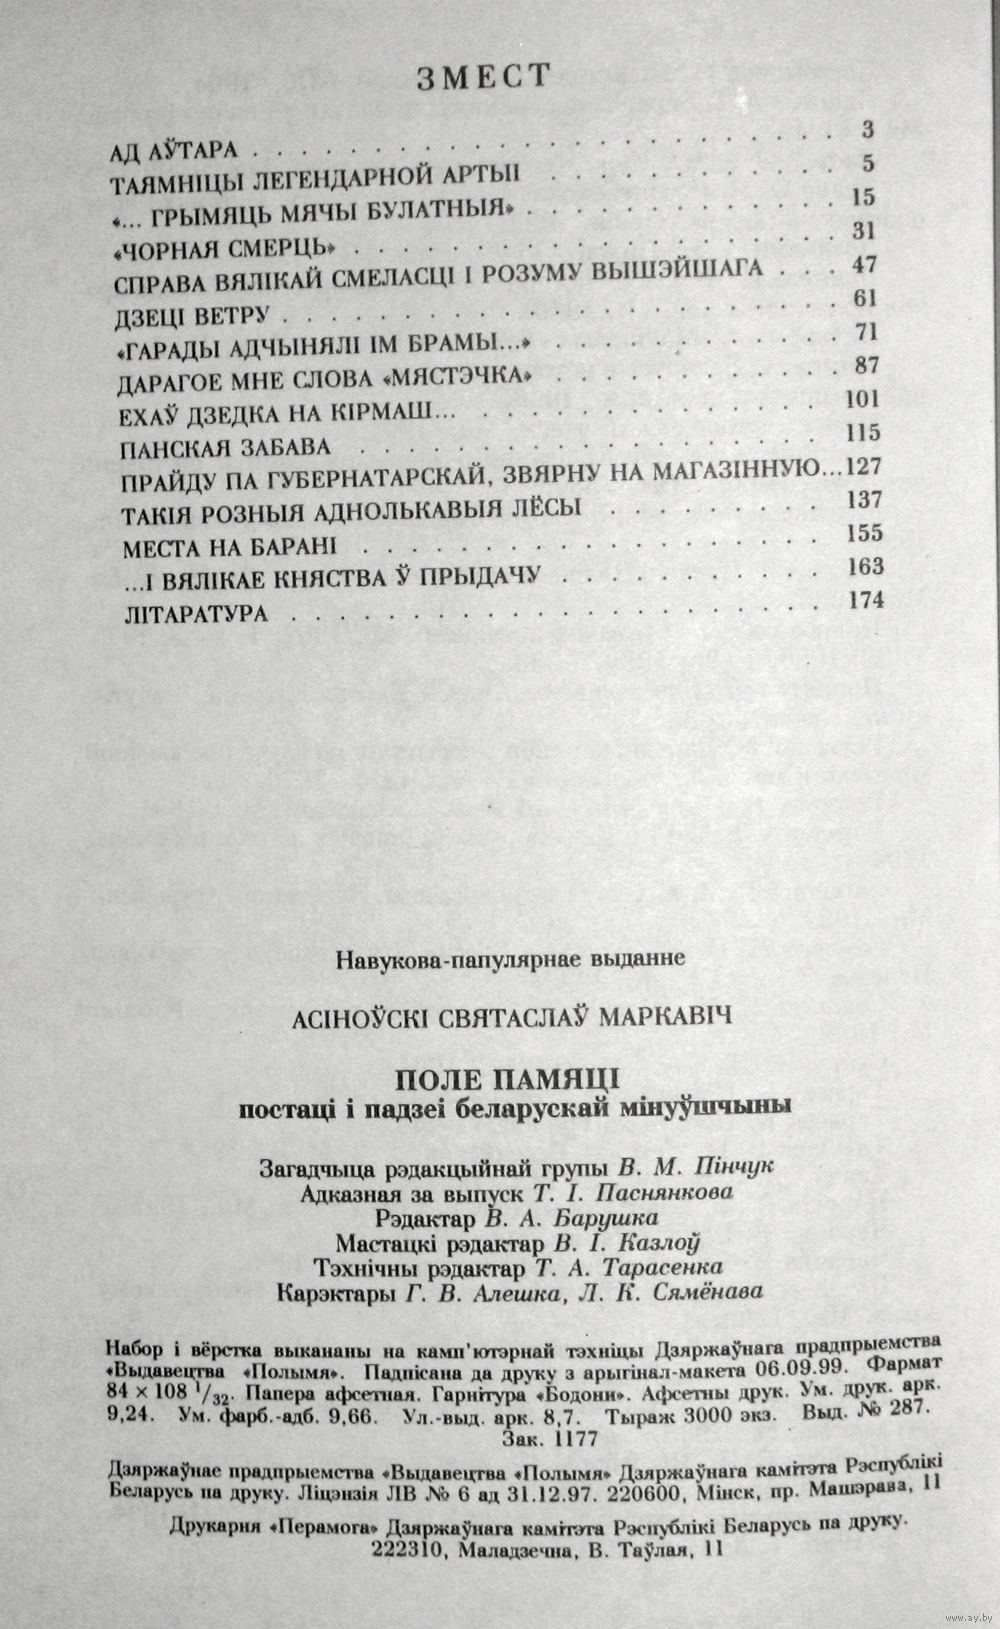 ЗМЕСТ
АД АЎТАРА . . . . . . . . . . . . . . . . . . . . . . . . 3
ТАЯМНІЦЫ ЛЕГЕНДАРНОЙ АРТЫІ . . . . . . . . . . . . 5
«... ГРЫМЯЦЬ МЯЧЫ БУЛАТНЫЯ» . . . . . . . . . . . . . 15
«ЧОРНАЯ СМЕРЦЬ» . . . . . . . . . . . . . . . . . . . . 31
СПРАВА ВЯЛІКАЙ СМЕЛАСЦІ І РОЗУМУ ВЫШЭЙШАГА . . . 47
ДЗЕЦІ ВЕТРУ . . . . . . . . . . . . . . . . . . . . . . . 61
«ГАРАДЫ АДЧЫНЯЛІ ІМ БРАМЫ...» . . . . . . . . . . . . 71
ДАРАГОЕ МНЕ СЛОВА «МЯСТЭЧКА» . . . . . . . . . . . . 87
ЕХАЎ ДЗЕДКА НА КІРМАШ... . . . . . . . . . . . . . . . 101
ПАНСКАЯ ЗАБАВА . . . . . . . . . . . . . . . . . . . 115
ПРАЙДУ ПА ГУБЕРНАТАРСКАЙ, ЗВЯРНУ НА МАГАЗІННУЮ...127
ТАКІЯ РОЗНЫЯ АДНОЛЬКАВЫЯ ЛЁСЫ . . . . . . . . . 137
МЕСТА НА БАРАНІ . . . . . . . . . . . . . . . . . . . 155
...І ВЯЛІКАЕ КНЯСТВА Ў ПРЫДАЧУ . . . . . . . . . . . 163
ЛІТАРАТУРА . . . . . . . . . . . . . . . . . . . . . . 174
Навукова-папулярнае выданне
АСІНОЎСКІ СВЯТАСЛАЎ МАРКАВІЧ
ПОЛЕ ПАМЯЦІ
постаці і падзеі беларускай мінуўшчыны
Загадчыца рэдакцыйнай групы В. М. Пінчук
Адказная за выпуск Т. І. Паснянкова
Рэдактар В. А. Барушка
Мастацкі рэдактар В. І. Казлоў
Тэхнічны рэдактар Т. А. Тарасенка
Карэктары Г. В. Алешка, Л. К. Сямёнава
Набор і вёрстка выкананы на камп'ютэрнай тэхніцы Дзяржаўнага прадпрыемства
«Выдавецтва «Полымя». Падпісана да друку з арыгінал-макета 06.09.99. Фармат
84 × 108 1/32. Папера афсетная. Гарнітура «Бодони». Афсетны друк. Ум. друк. арк.
9,24. Ум. фарб.-адб. 9,66. Ул.-выд. арк. 8,7. Тыраж 3000 экз. Выд. № 287.
Зак. 1177
Дзяржаўнае прадпрыемства «Выдавецтва «Полымя» Дзяржаўнага камітэта Рэспублікі
Беларусь па друку. Ліцэнзія ЛВ № 6 ад 31.12.97. 220600, Мінск, пр. Машэрава, 11
Друкарня «Перамога» Дзяржаўнага камітэта Рэспублікі Беларусь па друку.
222310, Маладзечна, В. Таўлая, 11
www.ay.by